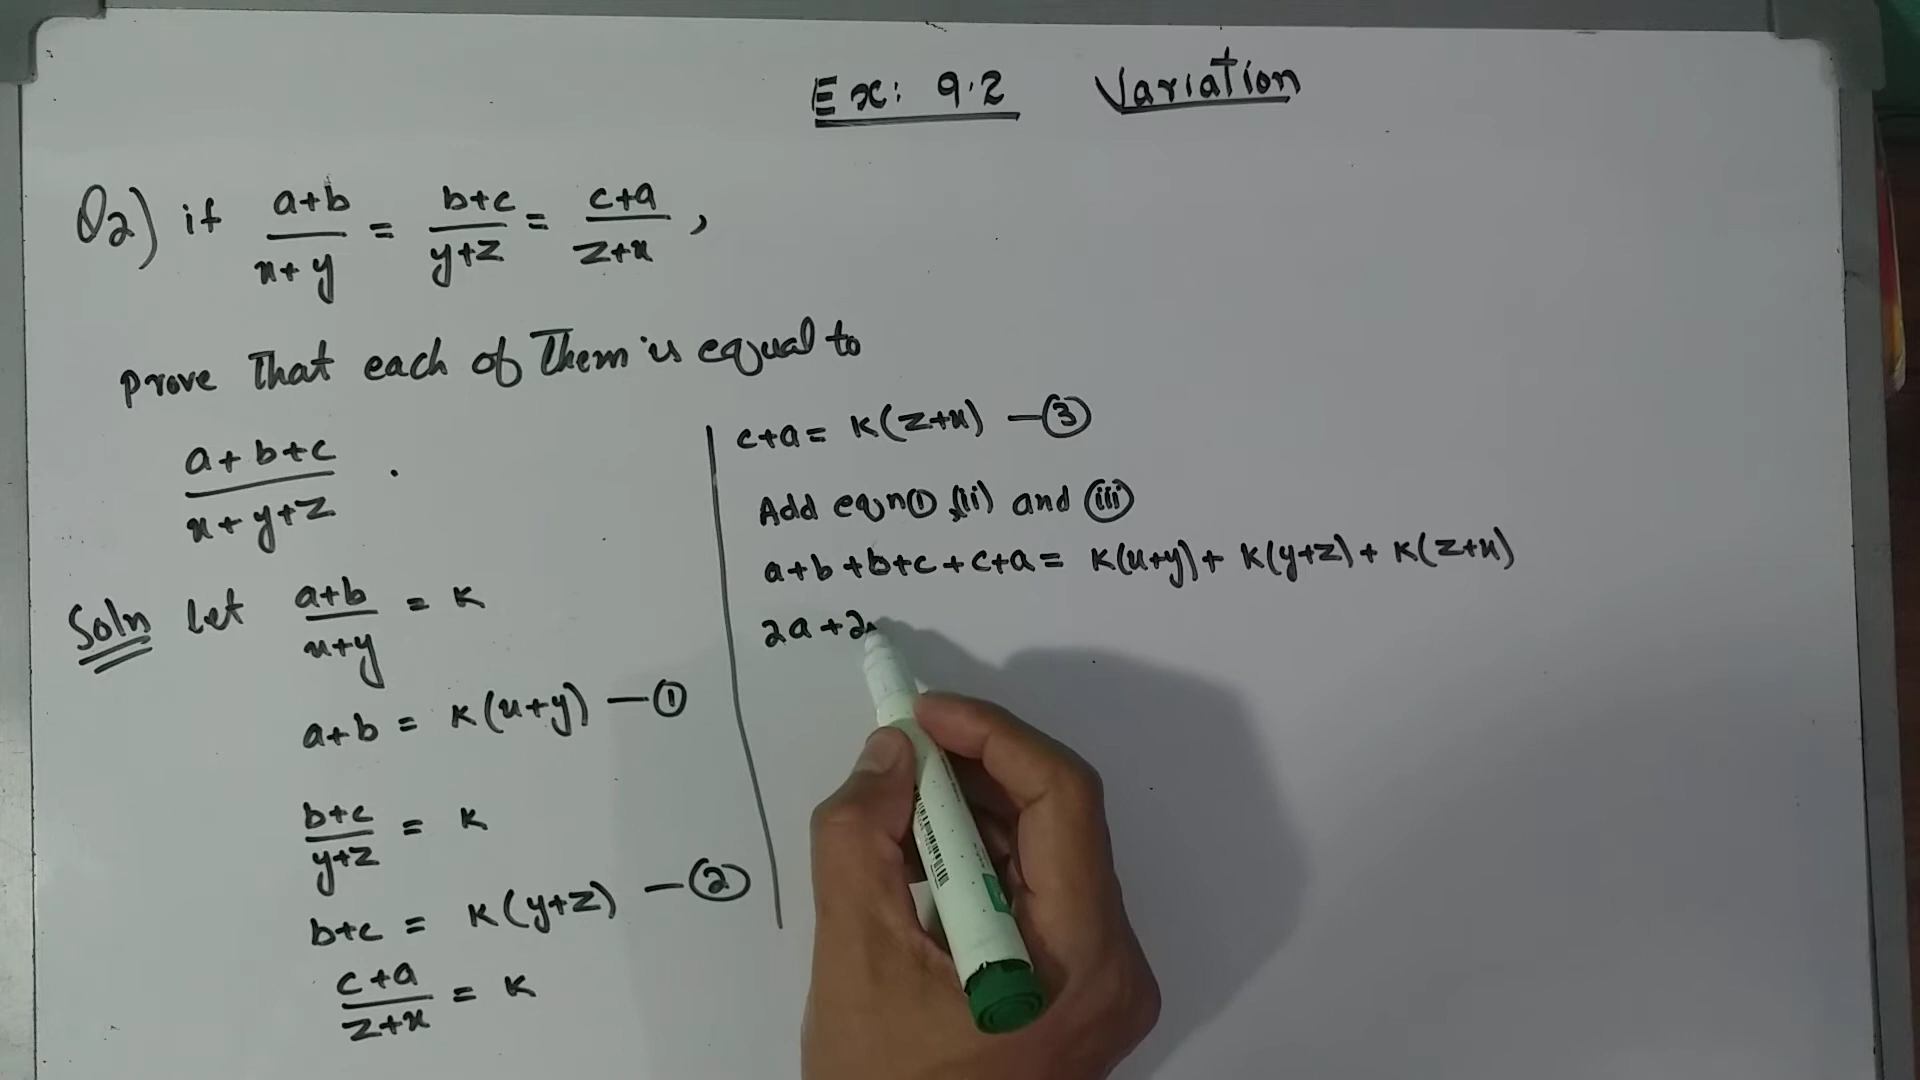 Ex: 9.2 Variation
Q2) if (a+b)/(x+y) = (b+c)/(y+z) = (c+a)/(z+x),
prove That each of Them is equal to
(a+b+c)/(x+y+z) .
Soln Let (a+b)/(x+y) = K
a+b = K(x+y) —①
(b+c)/(y+z) = K
b+c = K(y+z) —②
(c+a)/(z+x) = K
c+a = K(z+x) —③
Add eqn ①, (ii) and (iii)
a+b+b+c+c+a = K(x+y)+ K(y+z)+ K(z+x)
2a+2